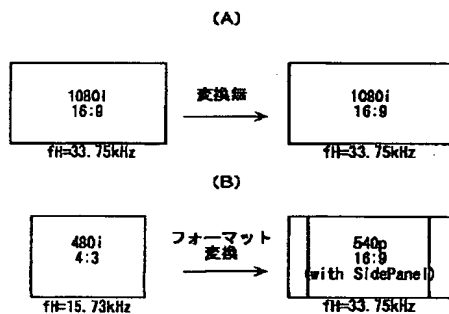 (A)
1080i
16:9
変換無
1080i
16:9
fH=33.75kHz
fH=33.75kHz
(B)
480i
4:3
フォーマット
変換
540p
16:9
(with SidePanel)
fH=15.73kHz
fH=33.75kHz